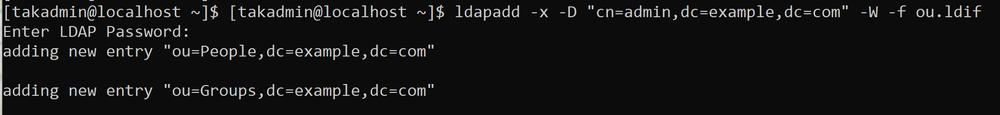 [takadmin@localhost ~]$ [takadmin@localhost ~]$ ldapadd -x -D "cn=admin,dc=example,dc=com" -W -f ou.ldif
Enter LDAP Password:
adding new entry "ou=People,dc=example,dc=com"
adding new entry "ou=Groups,dc=example,dc=com"